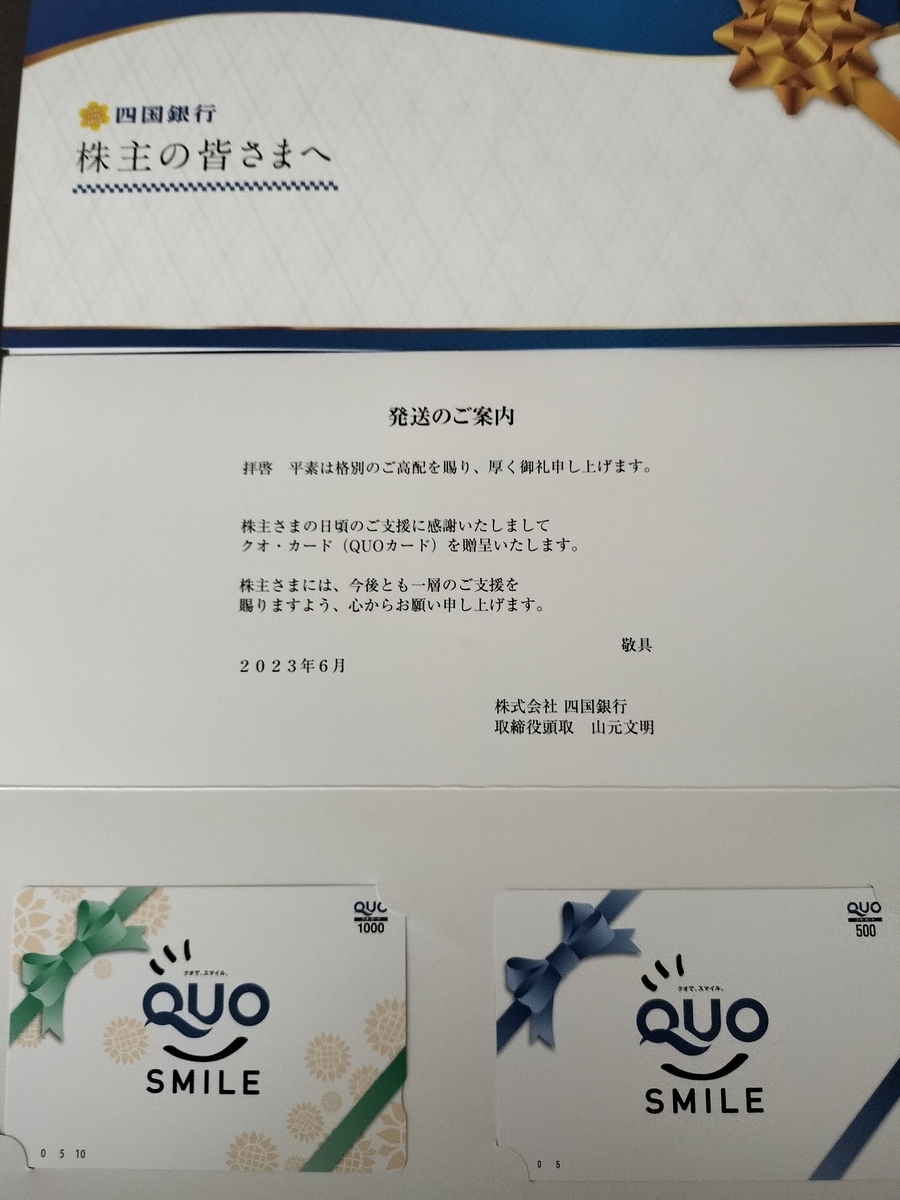 四国銀行
株主の皆さまへ
発送のご案内
拝啓　平素は格別のご高配を賜り、厚く御礼申し上げます。
株主さまの日頃のご支援に感謝いたしまして
クオ・カード（QUOカード）を贈呈いたします。
株主さまには、今後とも一層のご支援を
賜りますよう、心からお願い申し上げます。
敬具
２０２３年６月
株式会社 四国銀行
取締役頭取　山元文明
QUO
1000
クオで、スマイル。
QUO
SMILE
0 5 10
QUO
クオ・カード
500
クオで、スマイル。
QUO
SMILE
0 5